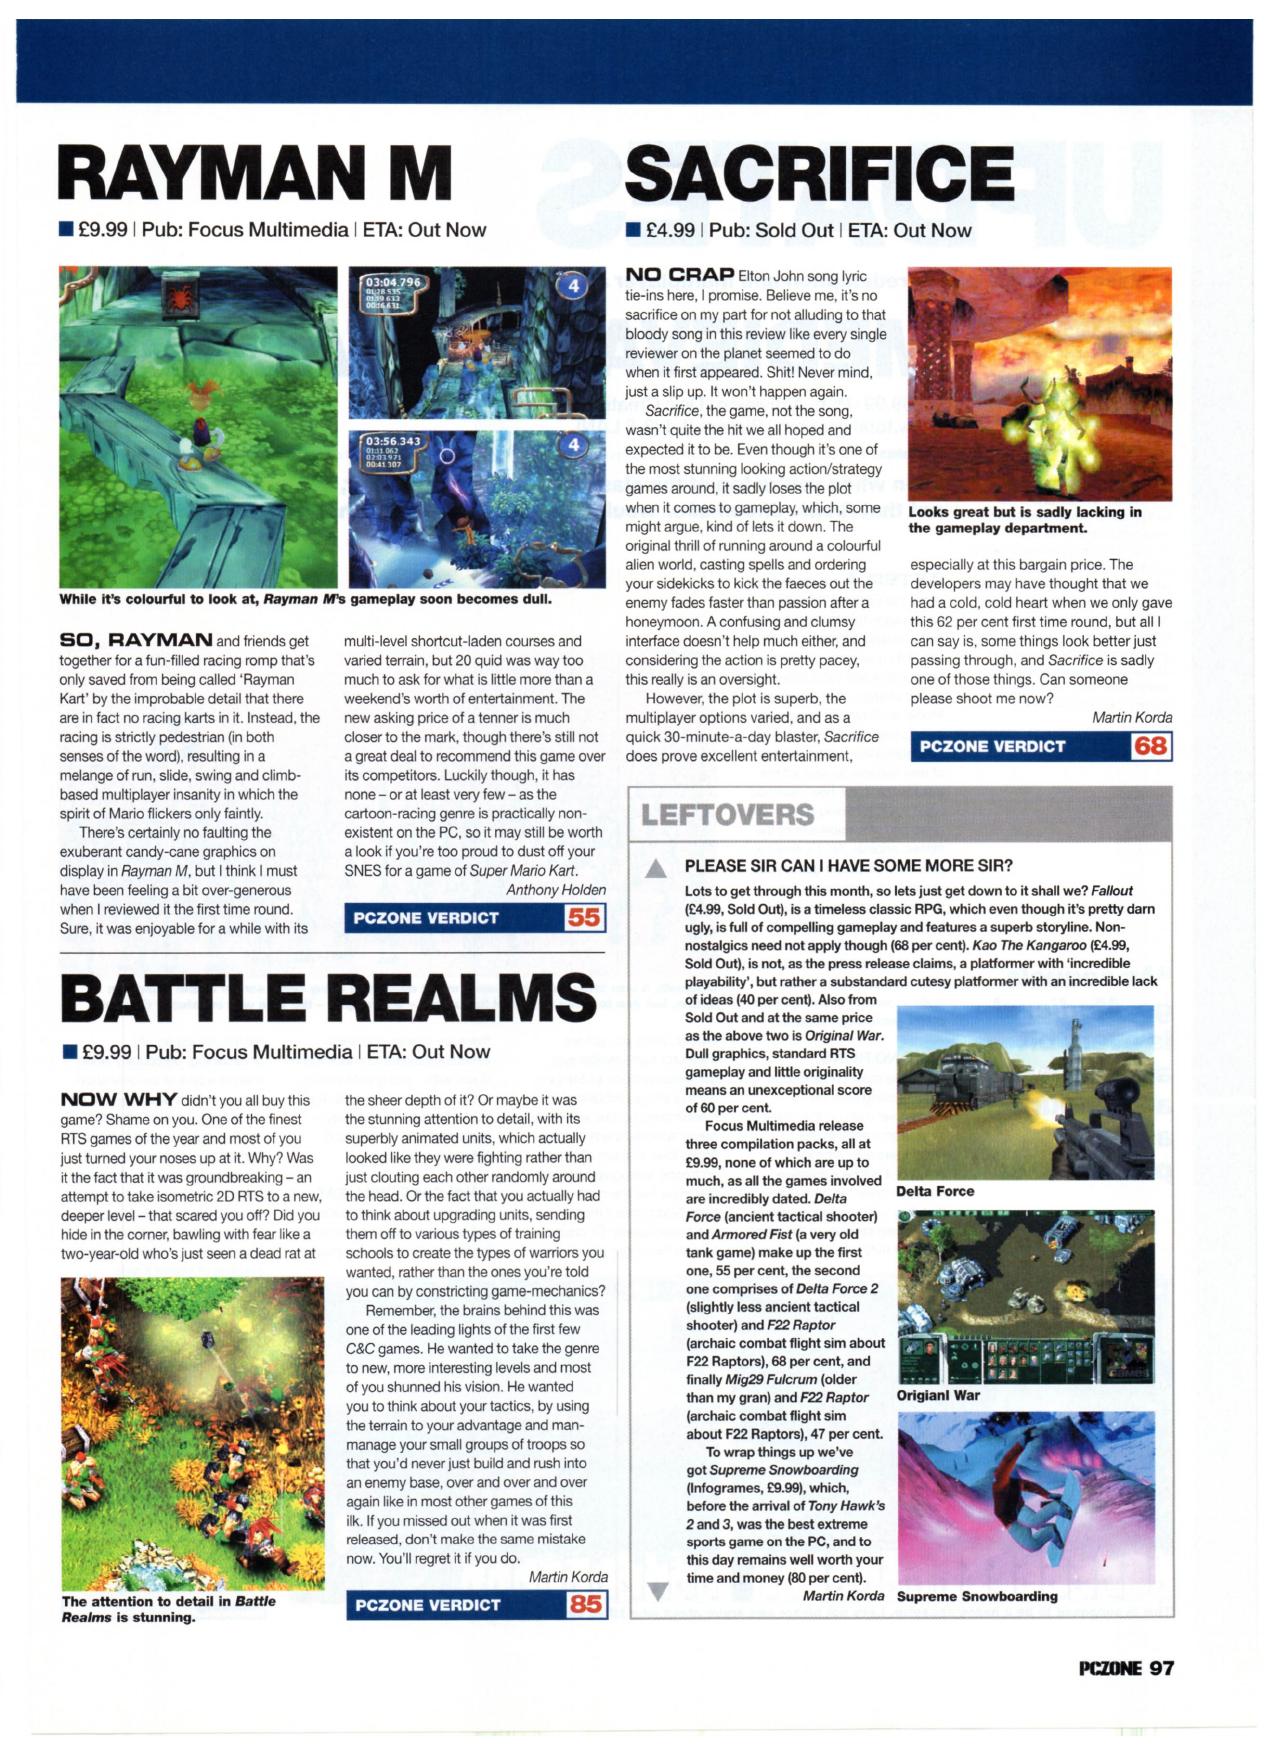 RAYMAN M
£9.99 | Pub: Focus Multimedia | ETA: Out Now
03:04.796
01:28.535
01:19.633
00:16.631
4
03:56.343
01:11.062
02:03.971
00:41.307
4
While it's colourful to look at, Rayman M's gameplay soon becomes dull.
SO, RAYMAN and friends get
together for a fun-filled racing romp that's
only saved from being called 'Rayman
Kart' by the improbable detail that there
are in fact no racing karts in it. Instead, the
racing is strictly pedestrian (in both
senses of the word), resulting in a
melange of run, slide, swing and climb-
based multiplayer insanity in which the
spirit of Mario flickers only faintly.
There's certainly no faulting the
exuberant candy-cane graphics on
display in Rayman M, but I think I must
have been feeling a bit over-generous
when I reviewed it the first time round.
Sure, it was enjoyable for a while with its
multi-level shortcut-laden courses and
varied terrain, but 20 quid was way too
much to ask for what is little more than a
weekend's worth of entertainment. The
new asking price of a tenner is much
closer to the mark, though there's still not
a great deal to recommend this game over
its competitors. Luckily though, it has
none – or at least very few – as the
cartoon-racing genre is practically non-
existent on the PC, so it may still be worth
a look if you're too proud to dust off your
SNES for a game of Super Mario Kart.
Anthony Holden
PCZONE VERDICT 55
BATTLE REALMS
£9.99 | Pub: Focus Multimedia | ETA: Out Now
NOW WHY didn't you all buy this
game? Shame on you. One of the finest
RTS games of the year and most of you
just turned your noses up at it. Why? Was
it the fact that it was groundbreaking – an
attempt to take isometric 2D RTS to a new,
deeper level – that scared you off? Did you
hide in the corner, bawling with fear like a
two-year-old who's just seen a dead rat at
The attention to detail in Battle
Realms is stunning.
the sheer depth of it? Or maybe it was
the stunning attention to detail, with its
superbly animated units, which actually
looked like they were fighting rather than
just clouting each other randomly around
the head. Or the fact that you actually had
to think about upgrading units, sending
them off to various types of training
schools to create the types of warriors you
wanted, rather than the ones you're told
you can by constricting game-mechanics?
Remember, the brains behind this was
one of the leading lights of the first few
C&C games. He wanted to take the genre
to new, more interesting levels and most
of you shunned his vision. He wanted
you to think about your tactics, by using
the terrain to your advantage and man-
manage your small groups of troops so
that you'd never just build and rush into
an enemy base, over and over and over
again like in most other games of this
ilk. If you missed out when it was first
released, don't make the same mistake
now. You'll regret it if you do.
Martin Korda
PCZONE VERDICT 85
SACRIFICE
£4.99 | Pub: Sold Out | ETA: Out Now
NO CRAP Elton John song lyric
tie-ins here, I promise. Believe me, it's no
sacrifice on my part for not alluding to that
bloody song in this review like every single
reviewer on the planet seemed to do
when it first appeared. Shit! Never mind,
just a slip up. It won't happen again.
Sacrifice, the game, not the song,
wasn't quite the hit we all hoped and
expected it to be. Even though it's one of
the most stunning looking action/strategy
games around, it sadly loses the plot
when it comes to gameplay, which, some
might argue, kind of lets it down. The
original thrill of running around a colourful
alien world, casting spells and ordering
your sidekicks to kick the faeces out the
enemy fades faster than passion after a
honeymoon. A confusing and clumsy
interface doesn't help much either, and
considering the action is pretty pacey,
this really is an oversight.
However, the plot is superb, the
multiplayer options varied, and as a
quick 30-minute-a-day blaster, Sacrifice
does prove excellent entertainment,
Looks great but is sadly lacking in
the gameplay department.
especially at this bargain price. The
developers may have thought that we
had a cold, cold heart when we only gave
this 62 per cent first time round, but all I
can say is, some things look better just
passing through, and Sacrifice is sadly
one of those things. Can someone
please shoot me now?
Martin Korda
PCZONE VERDICT 68
LEFTOVERS
PLEASE SIR CAN I HAVE SOME MORE SIR?
Lots to get through this month, so lets just get down to it shall we? Fallout
(£4.99, Sold Out), is a timeless classic RPG, which even though it's pretty darn
ugly, is full of compelling gameplay and features a superb storyline. Non-
nostalgics need not apply though (68 per cent). Kao The Kangaroo (£4.99,
Sold Out), is not, as the press release claims, a platformer with 'incredible
playability', but rather a substandard cutesy platformer with an incredible lack
of ideas (40 per cent). Also from
Sold Out and at the same price
as the above two is Original War.
Dull graphics, standard RTS
gameplay and little originality
means an unexceptional score
of 60 per cent.
Focus Multimedia release
three compilation packs, all at
£9.99, none of which are up to
much, as all the games involved
are incredibly dated. Delta
Force (ancient tactical shooter)
and Armored Fist (a very old
tank game) make up the first
one, 55 per cent, the second
one comprises of Delta Force 2
(slightly less ancient tactical
shooter) and F22 Raptor
(archaic combat flight sim about
F22 Raptors), 68 per cent, and
finally Mig29 Fulcrum (older
than my gran) and F22 Raptor
(archaic combat flight sim
about F22 Raptors), 47 per cent.
To wrap things up we've
got Supreme Snowboarding
(Infogrames, £9.99), which,
before the arrival of Tony Hawk's
2 and 3, was the best extreme
sports game on the PC, and to
this day remains well worth your
time and money (80 per cent).
Martin Korda
Delta Force
Origianl War
Supreme Snowboarding
PCZONE 97